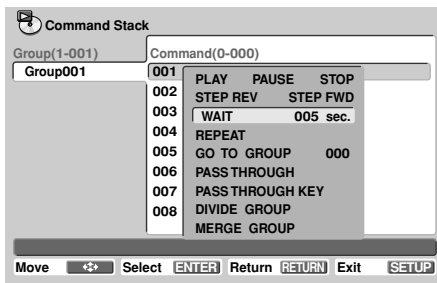 Command Stack
Group(1-001) Command(0-000)
Group001
001
002
003
004
005
006
007
008
PLAY PAUSE STOP
STEP REV STEP FWD
WAIT 005 sec.
REPEAT
GO TO GROUP 000
PASS THROUGH
PASS THROUGH KEY
DIVIDE GROUP
MERGE GROUP
Move Select ENTER Return RETURN Exit SETUP